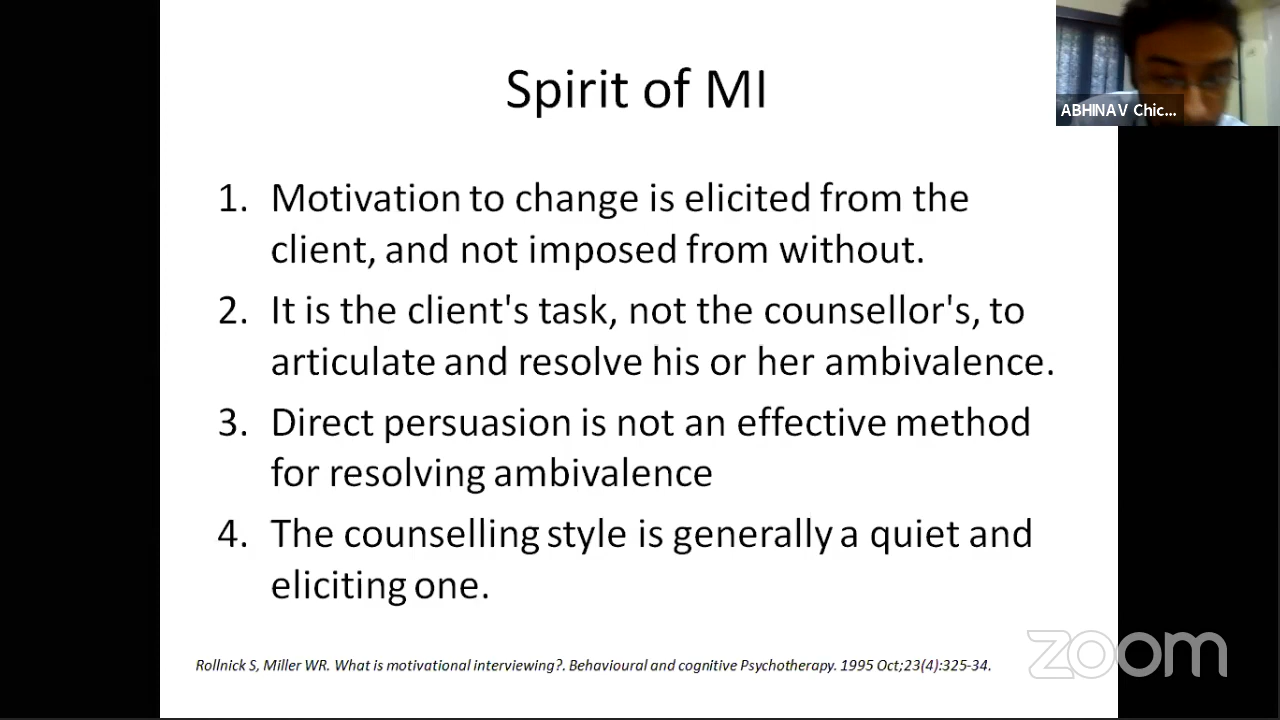 Spirit of MI
ABHINAV Chic...
1. Motivation to change is elicited from the
client, and not imposed from without.
2. It is the client's task, not the counsellor's, to
articulate and resolve his or her ambivalence.
3. Direct persuasion is not an effective method
for resolving ambivalence
4. The counselling style is generally a quiet and
eliciting one.
Rollnick S, Miller WR. What is motivational interviewing?. Behavioural and cognitive Psychotherapy. 1995 Oct;23(4):325-34.
zoom